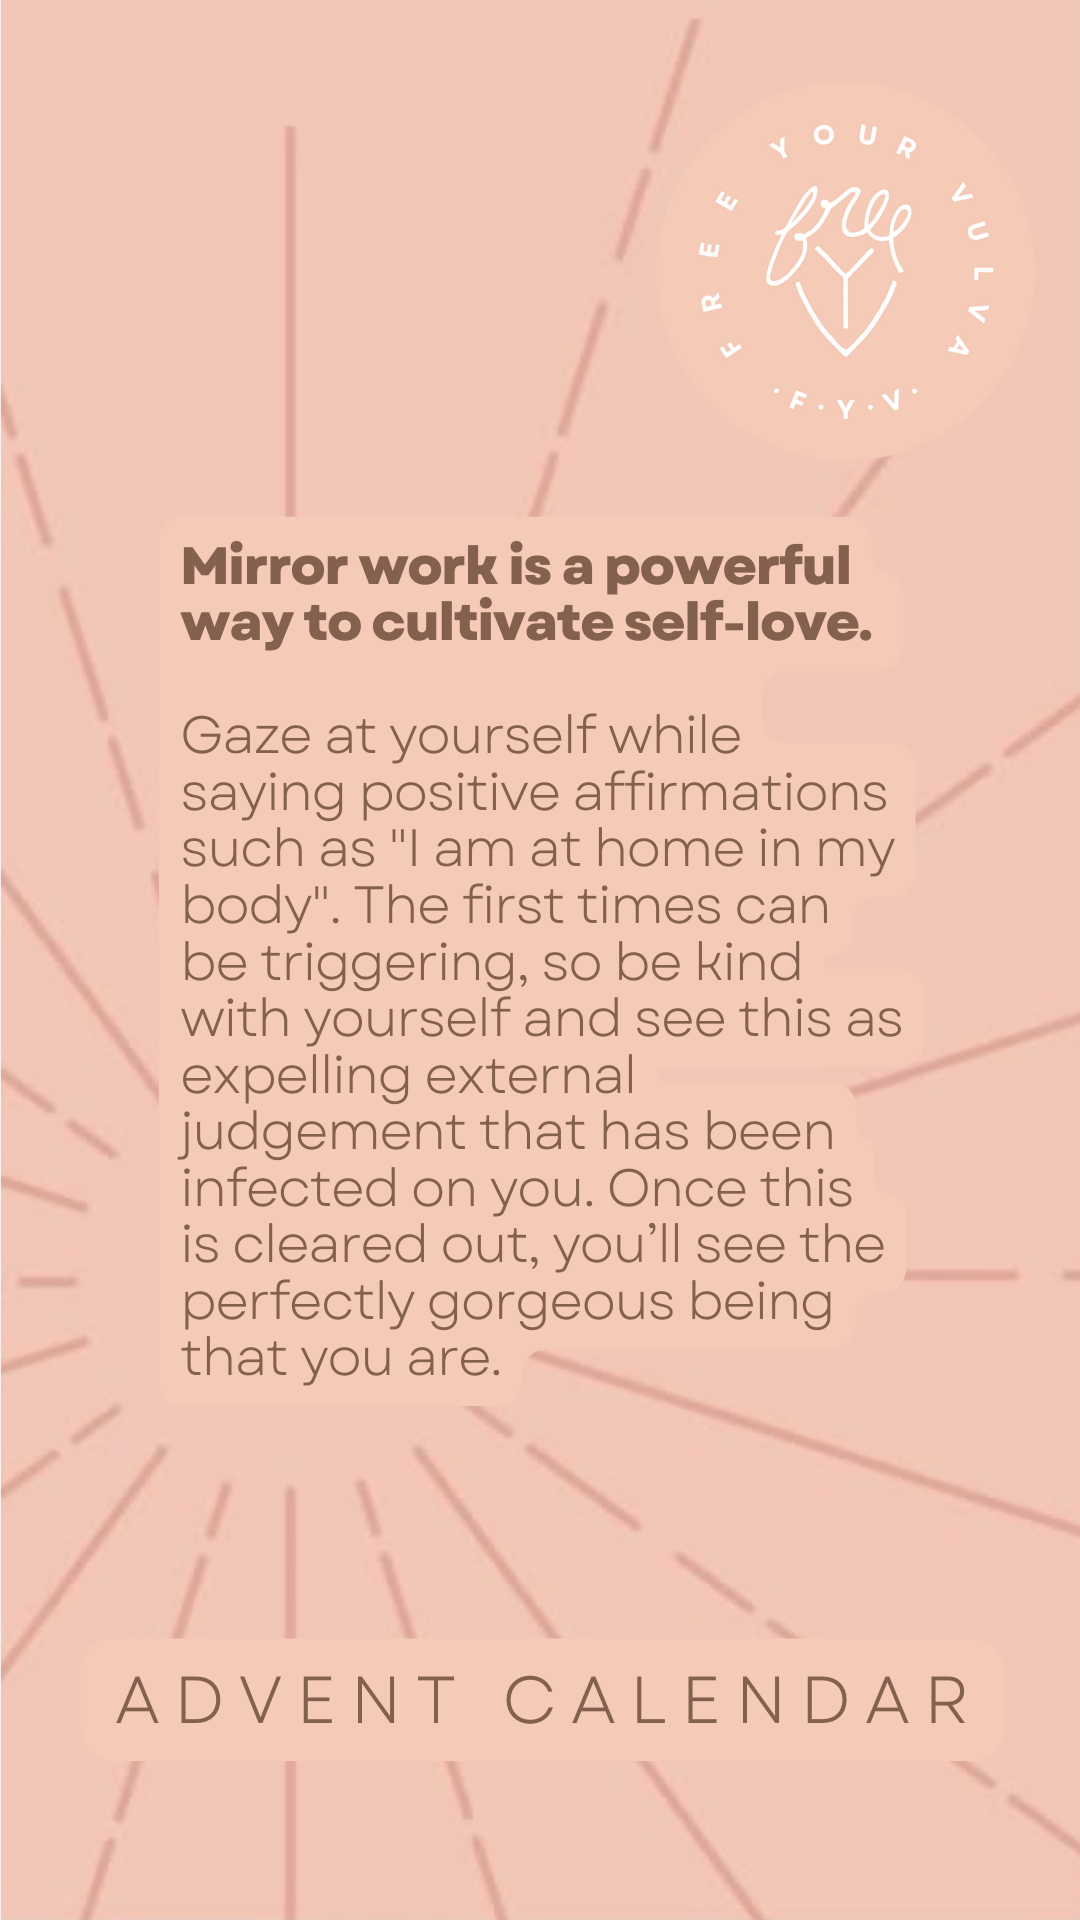 FREE YOUR VULVA
free
·F·Y·V·
Mirror work is a powerful
way to cultivate self-love.
Gaze at yourself while
saying positive affirmations
such as "I am at home in my
body". The first times can
be triggering, so be kind
with yourself and see this as
expelling external
judgement that has been
infected on you. Once this
is cleared out, you’ll see the
perfectly gorgeous being
that you are.
ADVENT CALENDAR